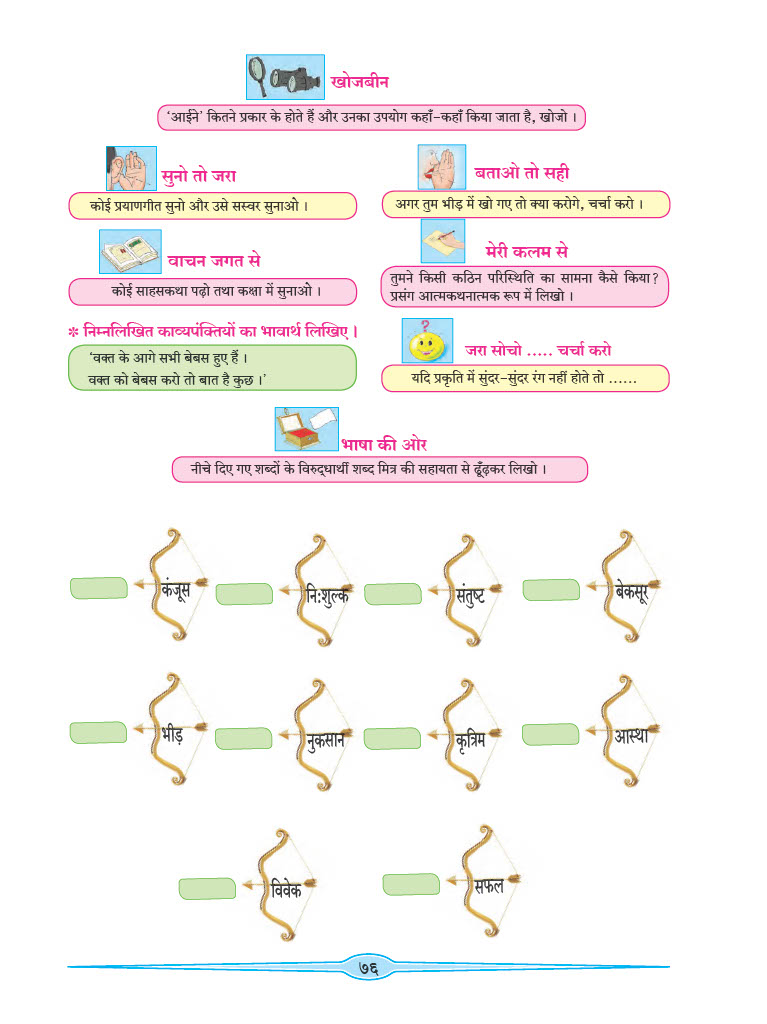 खोजबीन
‘आईने’ कितने प्रकार के होते हैं और उनका उपयोग कहाँ-कहाँ किया जाता है, खोजो ।
सुनो तो जरा
कोई प्रयाणगीत सुनो और उसे सस्वर सुनाओ ।
बताओ तो सही
अगर तुम भीड़ में खो गए तो क्या करोगे, चर्चा करो ।
वाचन जगत से
कोई साहसकथा पढ़ो तथा कक्षा में सुनाओ ।
मेरी कलम से
तुमने किसी कठिन परिस्थिति का सामना कैसे किया ?
प्रसंग आत्मकथनात्मक रूप में लिखो ।
✽ निम्नलिखित काव्यपंक्तियों का भावार्थ लिखिए ।
‘वक्त के आगे सभी बेबस हुए हैं ।
वक्त को बेबस करो तो बात है कुछ ।’
?
जरा सोचो ..... चर्चा करो
यदि प्रकृति में सुंदर-सुंदर रंग नहीं होते तो ......
भाषा की ओर
नीचे दिए गए शब्दों के विरुद्धार्थी शब्द मित्र की सहायता से ढूँढ़कर लिखो ।
कंजूस
नि:शुल्क
संतुष्ट
बेकसूर
भीड़
नुकसान
कृत्रिम
आस्था
विवेक
सफल
७६